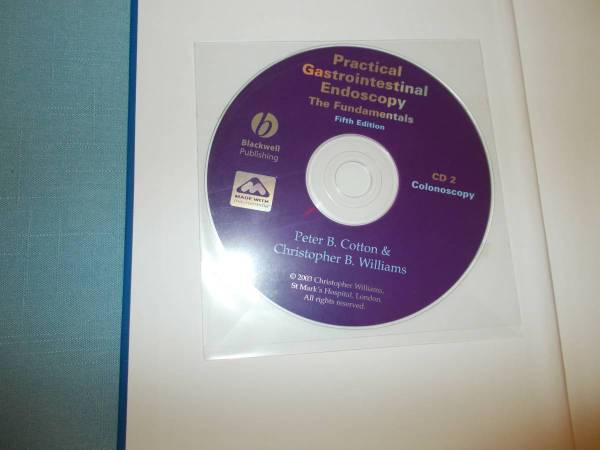 Practical
Gastrointestinal
Endoscopy
The Fundamentals
Fifth Edition
b
Blackwell
Publishing
CD 2
Colonoscopy
MADE WITH
macromedia
Peter B. Cotton &
Christopher B. Williams
© 2003 Christopher Williams,
St Mark's Hospital, London.
All rights reserved.